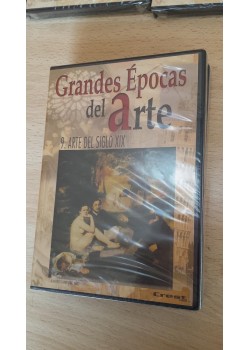 Grandes Épocas
del arte
9. ARTE DEL SIGLO XIX